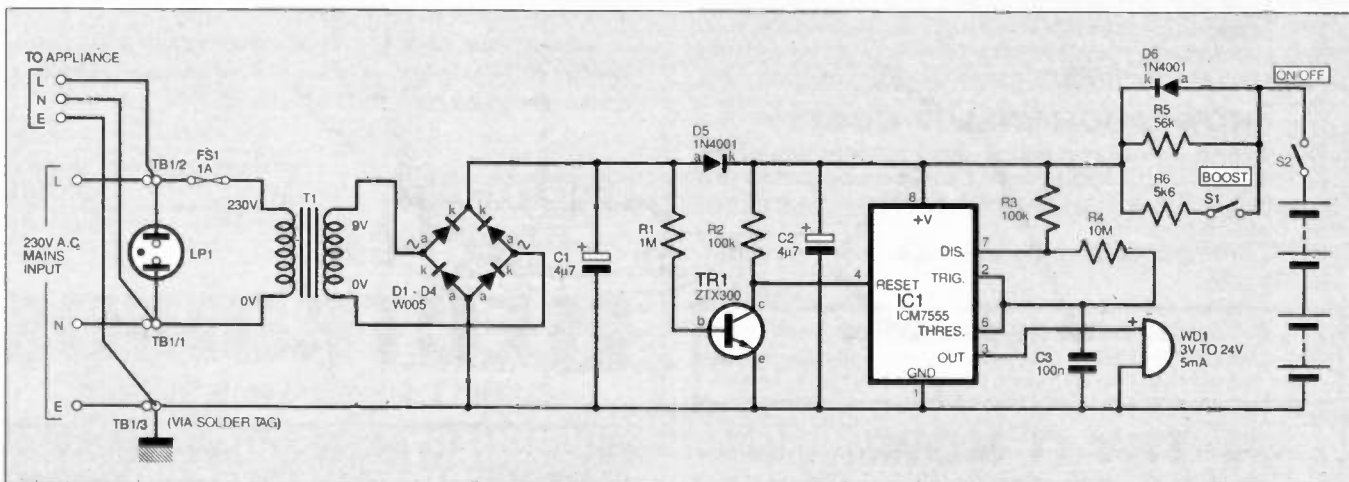 TO APPLIANCE
L
N
E
L
230V A.C.
MAINS
INPUT
N
E
TB1/2
FS1
1A
LP1
TB1/1
TB1/3
(VIA SOLDER TAG)
230V
T1
9V
0V
0V
2
2
k
k
a
a
k
k
a
a
D1 - D4
W005
+
C1
4µ7
R1
1M
D5
1N4001
a
k
R2
100k
TR1
ZTX300
b
c
e
+
C2
4µ7
8
+V
4
RESET
IC1
ICM7555
DIS.
7
TRIG.
2
THRES.
6
OUT
3
GND
1
R3
100k
R4
10M
C3
100n
+
-
WD1
3V TO 24V
5mA
D6
1N4001
k
a
R5
56k
R6
5k6
BOOST
S1
ON/OFF
S2